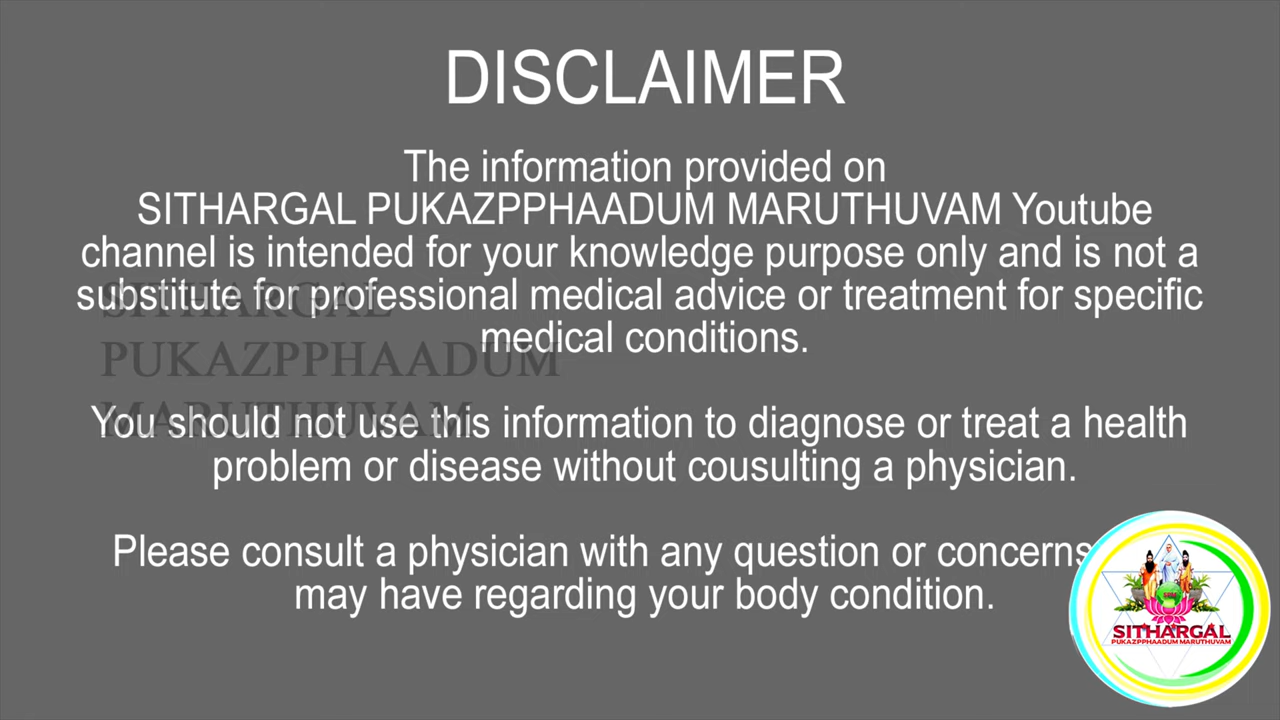 DISCLAIMER
The information provided on
SITHARGAL PUKAZPPHAADUM MARUTHUVAM Youtube
channel is intended for your knowledge purpose only and is not a
substitute for professional medical advice or treatment for specific
medical conditions.
SITHARGAL
PUKAZPPHAADUM
MARUTHUVAM
You should not use this information to diagnose or treat a health
problem or disease without cousulting a physician.
Please consult a physician with any question or concerns
may have regarding your body condition.
SITHARGAL
PUKAZPPHAADUM MARUTHUVAM